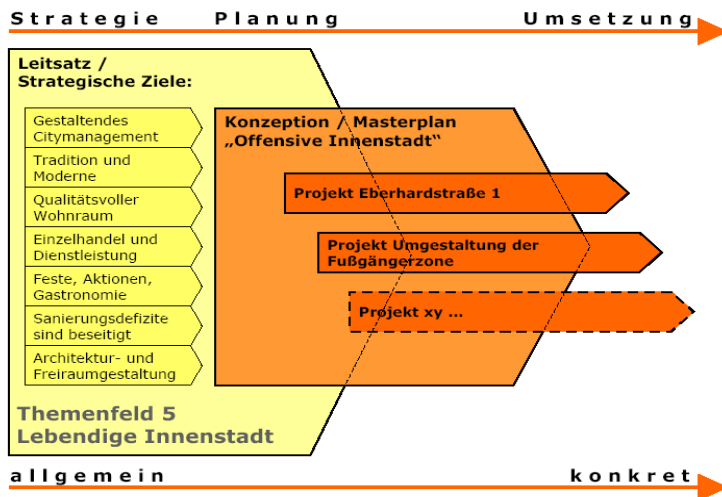 Strategie Planung Umsetzung
Leitsatz /
Strategische Ziele:
Gestaltendes
Citymanagement
Tradition und
Moderne
Qualitätsvoller
Wohnraum
Einzelhandel und
Dienstleistung
Feste, Aktionen,
Gastronomie
Sanierungsdefizite
sind beseitigt
Architektur- und
Freiraumgestaltung
Themenfeld 5
Lebendige Innenstadt
Konzeption / Masterplan
„Offensive Innenstadt“
Projekt Eberhardstraße 1
Projekt Umgestaltung der
Fußgängerzone
Projekt xy ...
allgemein konkret